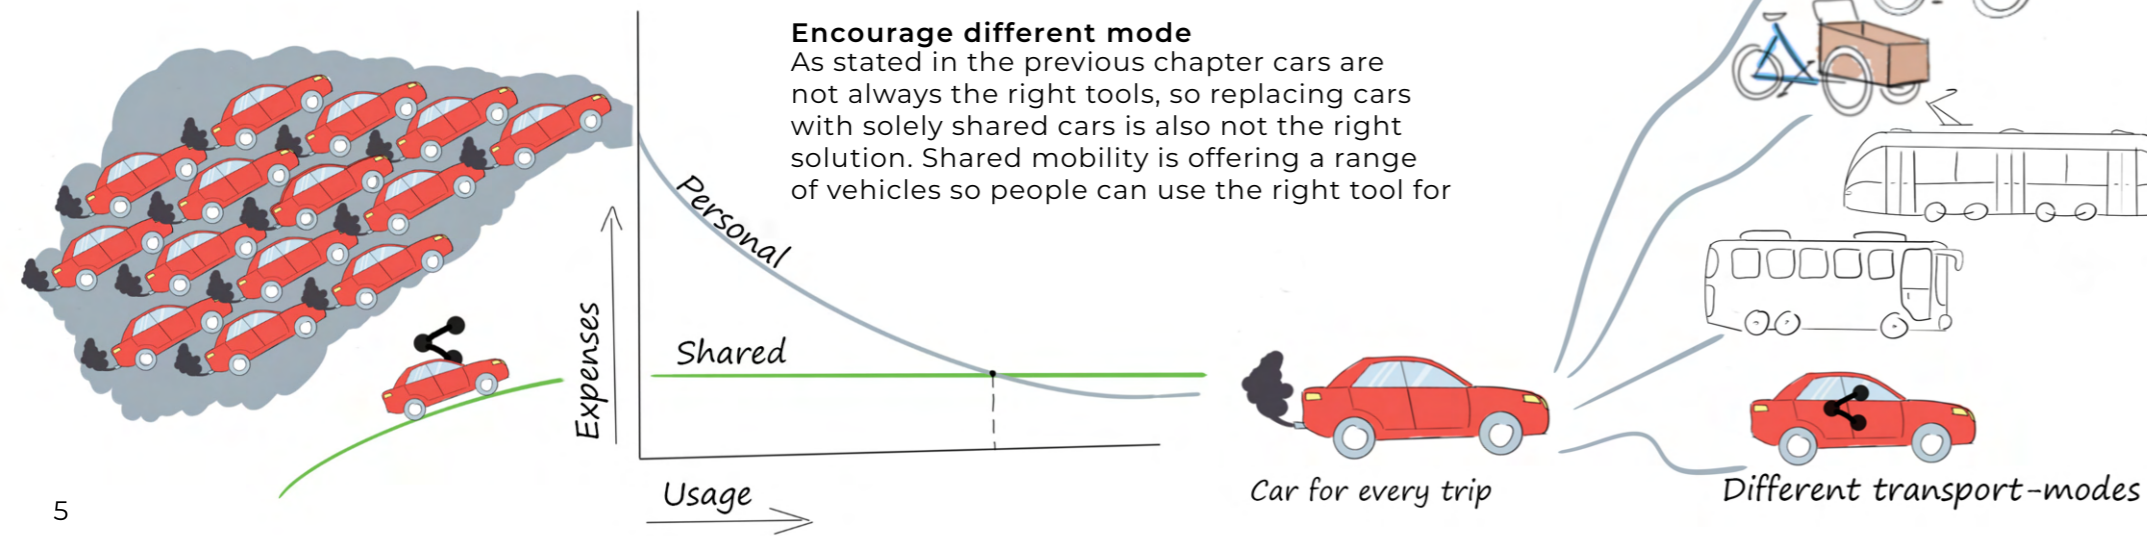 Encourage different mode
As stated in the previous chapter cars are
not always the right tools, so replacing cars
with solely shared cars is also not the right
solution. Shared mobility is offering a range
of vehicles so people can use the right tool for
Personal
Shared
Expenses
Usage
Car for every trip
Different transport-modes
5